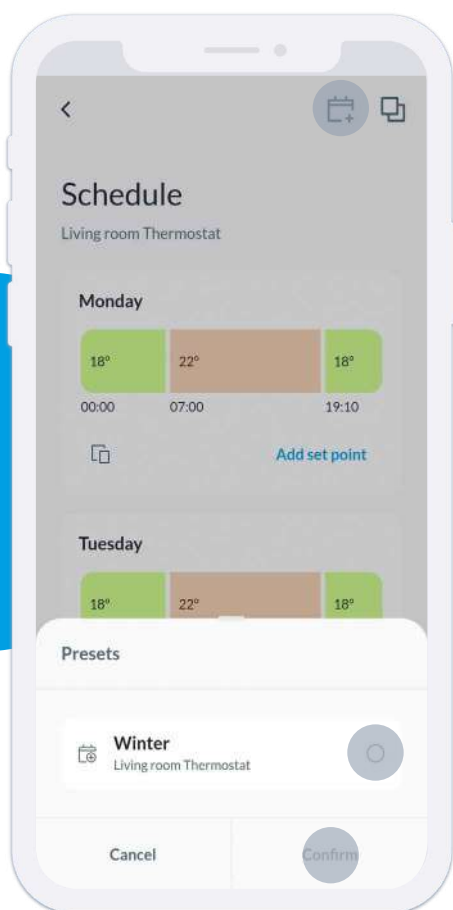 Schedule
Living room Thermostat
Monday
18° 22° 18°
00:00 07:00 19:10
Add set point
Tuesday
18° 22° 18°
Presets
Winter
Living room Thermostat
Cancel Confirm